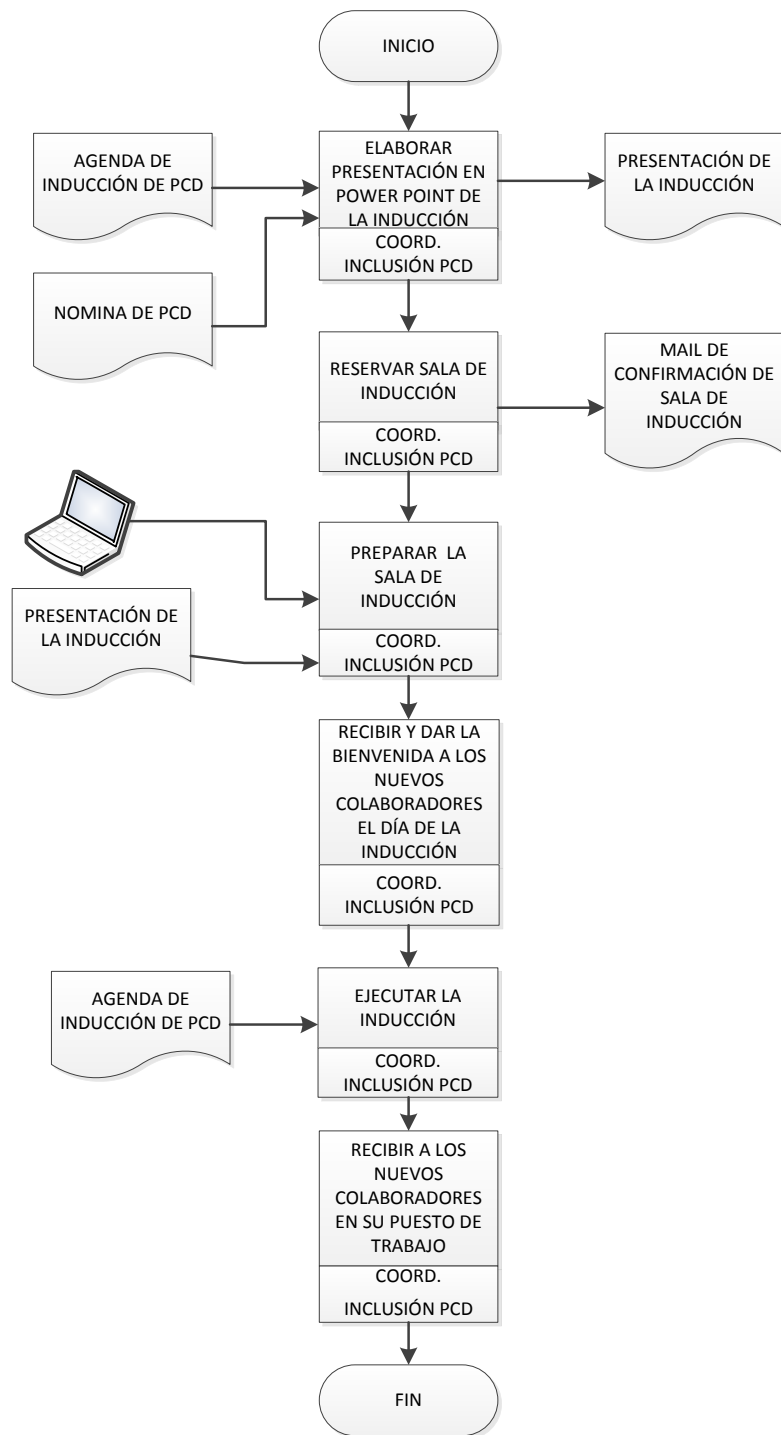 INICIO
AGENDA DE
INDUCCIÓN DE PCD
ELABORAR
PRESENTACIÓN EN
POWER POINT DE
LA INDUCCIÓN
COORD.
INCLUSIÓN PCD
PRESENTACIÓN DE
LA INDUCCIÓN
NOMINA DE PCD
RESERVAR SALA DE
INDUCCIÓN
COORD.
INCLUSIÓN PCD
MAIL DE
CONFIRMACIÓN DE
SALA DE
INDUCCIÓN
PREPARAR LA
SALA DE
INDUCCIÓN
COORD.
INCLUSIÓN PCD
PRESENTACIÓN DE
LA INDUCCIÓN
RECIBIR Y DAR LA
BIENVENIDA A LOS
NUEVOS
COLABORADORES
EL DÍA DE LA
INDUCCIÓN
COORD.
INCLUSIÓN PCD
AGENDA DE
INDUCCIÓN DE PCD
EJECUTAR LA
INDUCCIÓN
COORD.
INCLUSIÓN PCD
RECIBIR A LOS
NUEVOS
COLABORADORES
EN SU PUESTO DE
TRABAJO
COORD.
INCLUSIÓN PCD
FIN